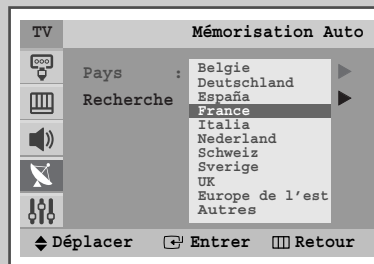 TV Mémorisation Auto
Pays :
Recherche
Belgie
Deutschland
España
France
Italia
Nederland
Schweiz
Sverige
UK
Europe de l'est
Autres
Déplacer Entrer Retour